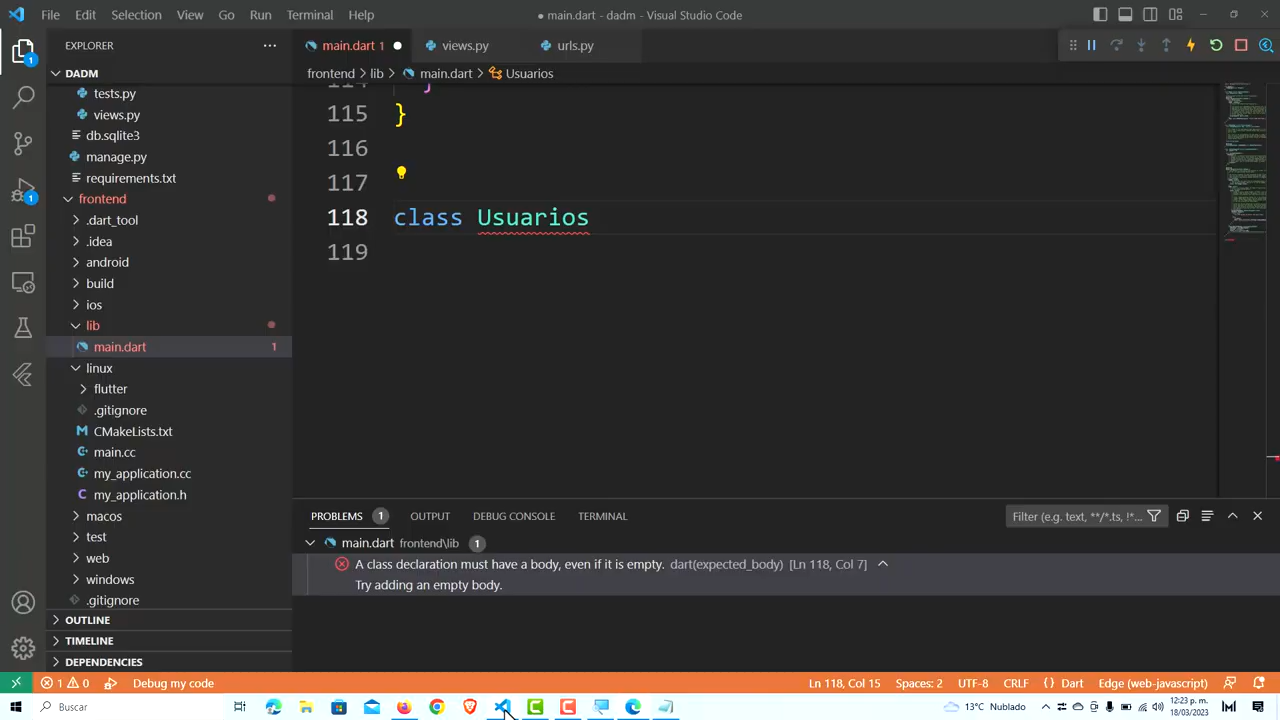 File Edit Selection View Go Run Terminal Help
● main.dart - dadm - Visual Studio Code
EXPLORER
main.dart 1
views.py
urls.py
DADM
frontend > lib > main.dart > Usuarios
tests.py
views.py
db.sqlite3
manage.py
requirements.txt
frontend
.dart_tool
.idea
android
build
ios
lib
main.dart 1
linux
flutter
.gitignore
CMakeLists.txt
main.cc
my_application.cc
my_application.h
macos
test
web
windows
.gitignore
OUTLINE
TIMELINE
DEPENDENCIES
114 }
115 }
116
117
118 class Usuarios
119
PROBLEMS 1 OUTPUT DEBUG CONSOLE TERMINAL
Filter (e.g. text, **/*.ts, !*...
main.dart frontend\lib 1
A class declaration must have a body, even if it is empty. dart(expected_body) [Ln 118, Col 7]
Try adding an empty body.
1 0 Debug my code
Ln 118, Col 15 Spaces: 2 UTF-8 CRLF {} Dart Edge (web-javascript)
Buscar
13°C Nublado
12:23 p. m.
18/03/2023